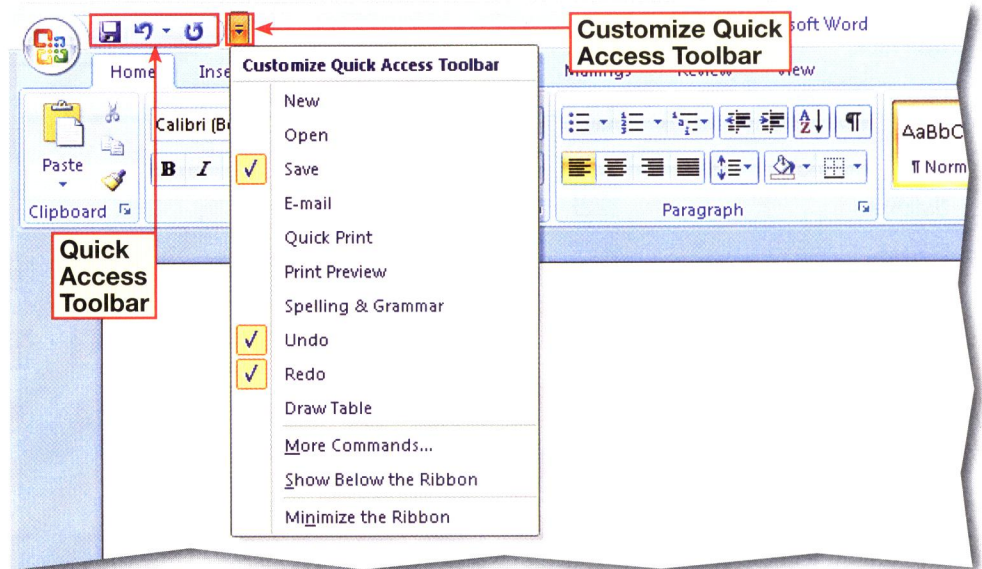 Customize Quick
Access Toolbar
soft Word
Home Inse Mailings Review View
Customize Quick Access Toolbar
New
Open
Save
E-mail
Quick Print
Print Preview
Spelling & Grammar
Undo
Redo
Draw Table
More Commands...
Show Below the Ribbon
Minimize the Ribbon
Paste
Clipboard
Calibri (B
B I
Paragraph
AaBbC
¶ Norm
Quick
Access
Toolbar